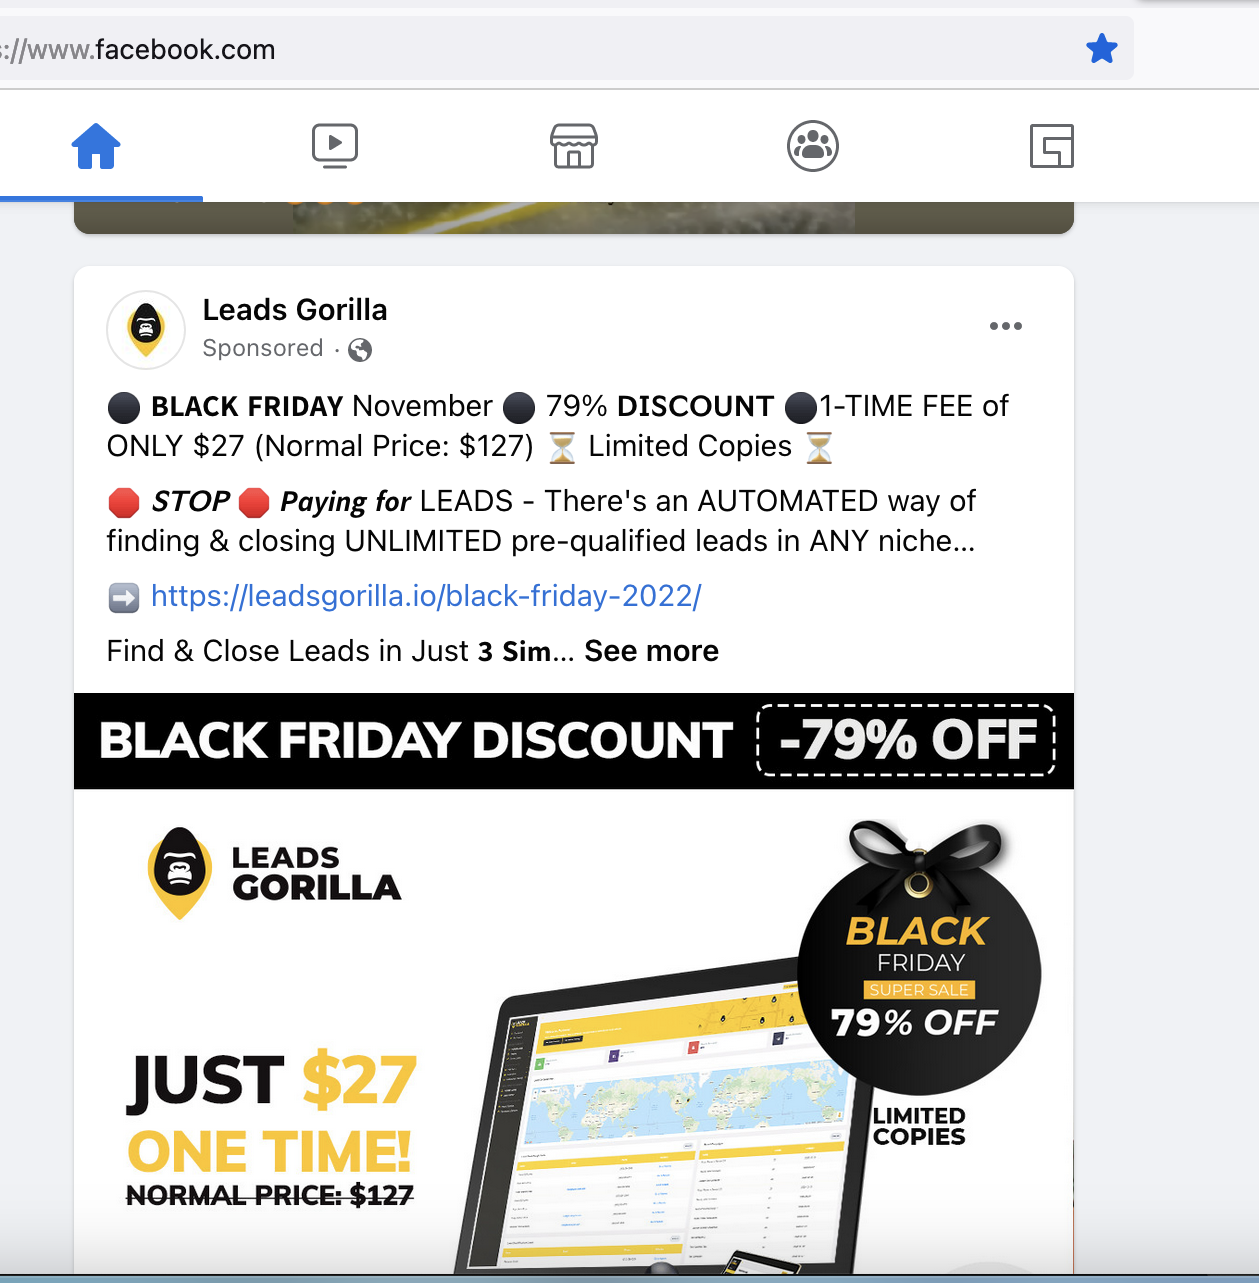 ://www.facebook.com
Leads Gorilla
Sponsored ·
⚫ BLACK FRIDAY November ⚫ 79% DISCOUNT ⚫1-TIME FEE of
ONLY $27 (Normal Price: $127) ⏳ Limited Copies ⏳
🛑 STOP 🛑 Paying for LEADS - There's an AUTOMATED way of
finding & closing UNLIMITED pre-qualified leads in ANY niche...
➡️ https://leadsgorilla.io/black-friday-2022/
Find & Close Leads in Just 3 Sim... See more
BLACK FRIDAY DISCOUNT -79% OFF
LEADS
GORILLA
BLACK
FRIDAY
SUPER SALE
79% OFF
LIMITED
COPIES
JUST $27
ONE TIME!
NORMAL PRICE: $127